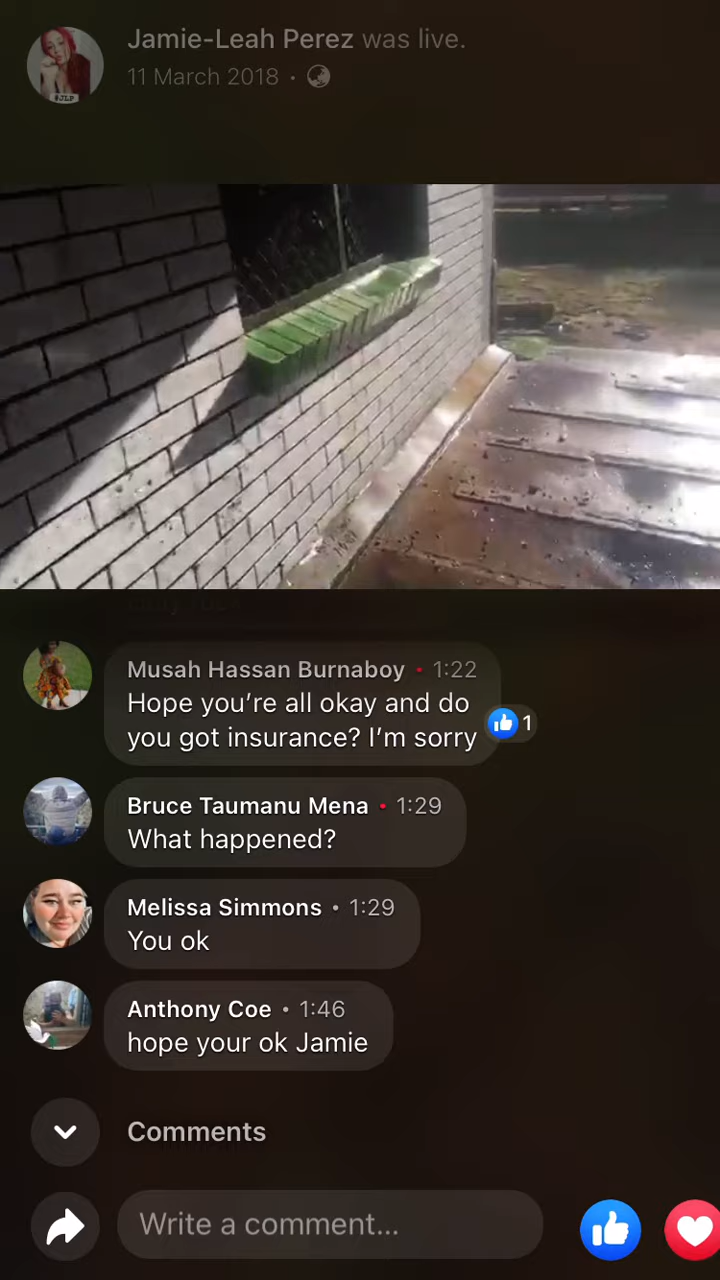 Jamie-Leah Perez was live.
11 March 2018 ·
#JLP
Musah Hassan Burnaboy • 1:22
Hope you're all okay and do
you got insurance? I'm sorry
1
Bruce Taumanu Mena • 1:29
What happened?
Melissa Simmons • 1:29
You ok
Anthony Coe • 1:46
hope your ok Jamie
Comments
Write a comment...